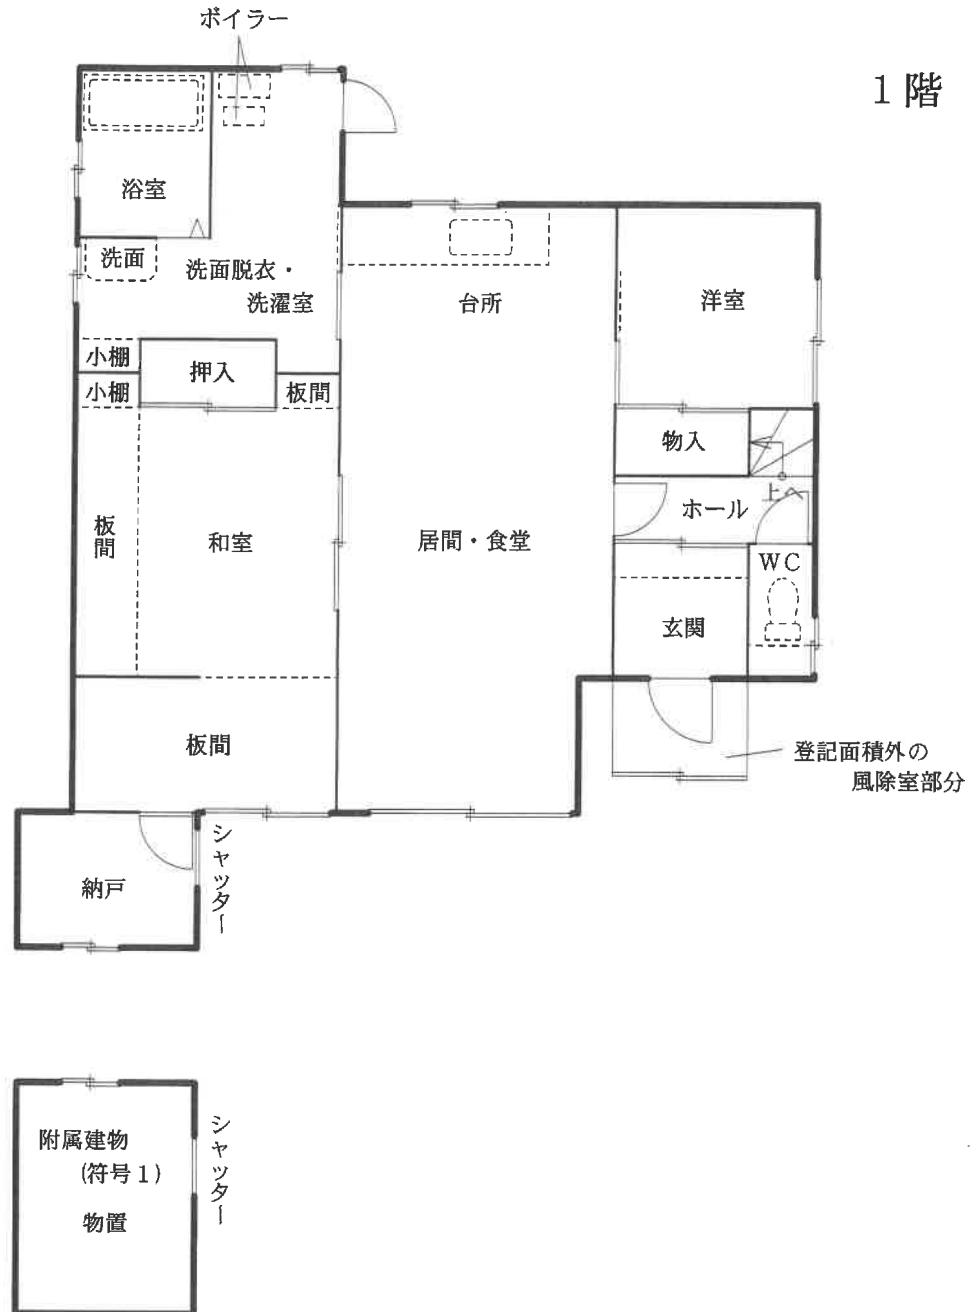 ボイラー
1階
浴室
洗面
洗面脱衣・
洗濯室
台所
洋室
小棚
押入
小棚
板間
物入
上へ
ホール
板間
和室
居間・食堂
WC
玄関
板間
登記面積外の
風除室部分
シャッター
納戸
附属建物
(符号1)
物置
シャッター